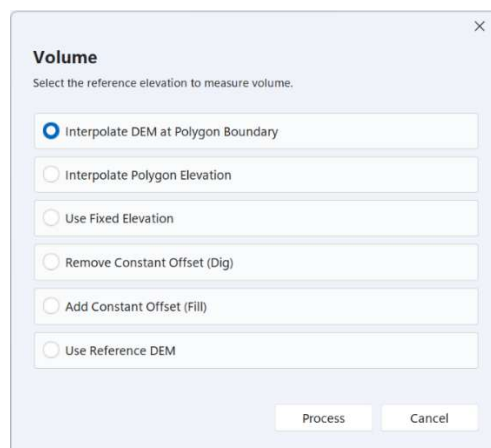 Volume
Select the reference elevation to measure volume.
Interpolate DEM at Polygon Boundary
Interpolate Polygon Elevation
Use Fixed Elevation
Remove Constant Offset (Dig)
Add Constant Offset (Fill)
Use Reference DEM
Process Cancel